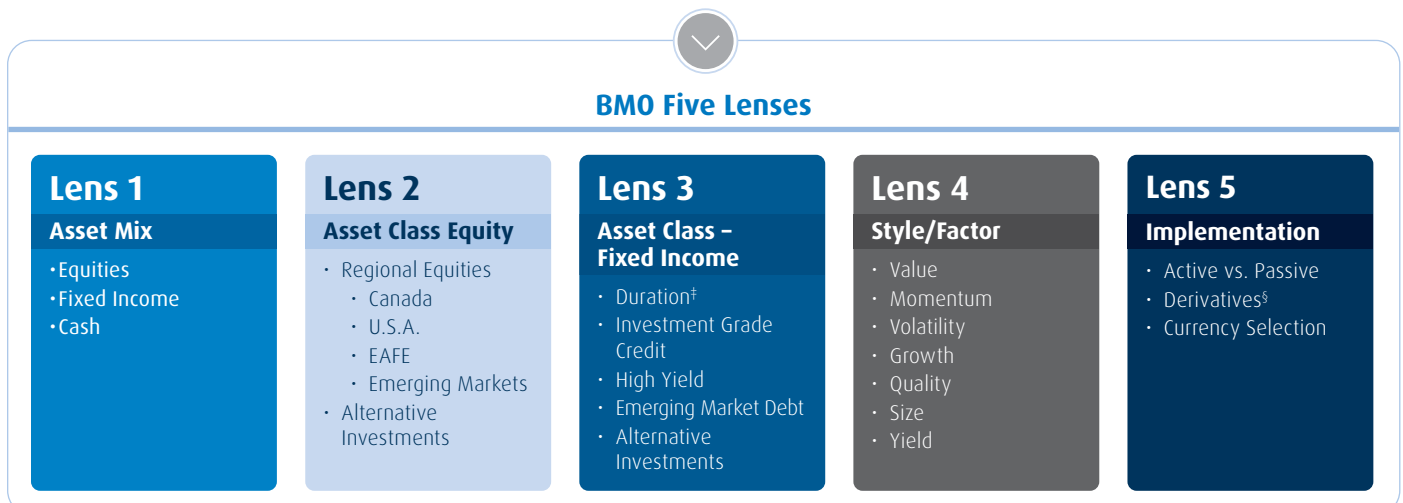 BMO Five Lenses
Lens 1
Asset Mix
· Equities
· Fixed Income
· Cash
Lens 2
Asset Class Equity
· Regional Equities
· Canada
· U.S.A.
· EAFE
· Emerging Markets
· Alternative
Investments
Lens 3
Asset Class –
Fixed Income
· Duration‡
· Investment Grade
Credit
· High Yield
· Emerging Market Debt
· Alternative
Investments
Lens 4
Style/Factor
· Value
· Momentum
· Volatility
· Growth
· Quality
· Size
· Yield
Lens 5
Implementation
· Active vs. Passive
· Derivatives§
· Currency Selection